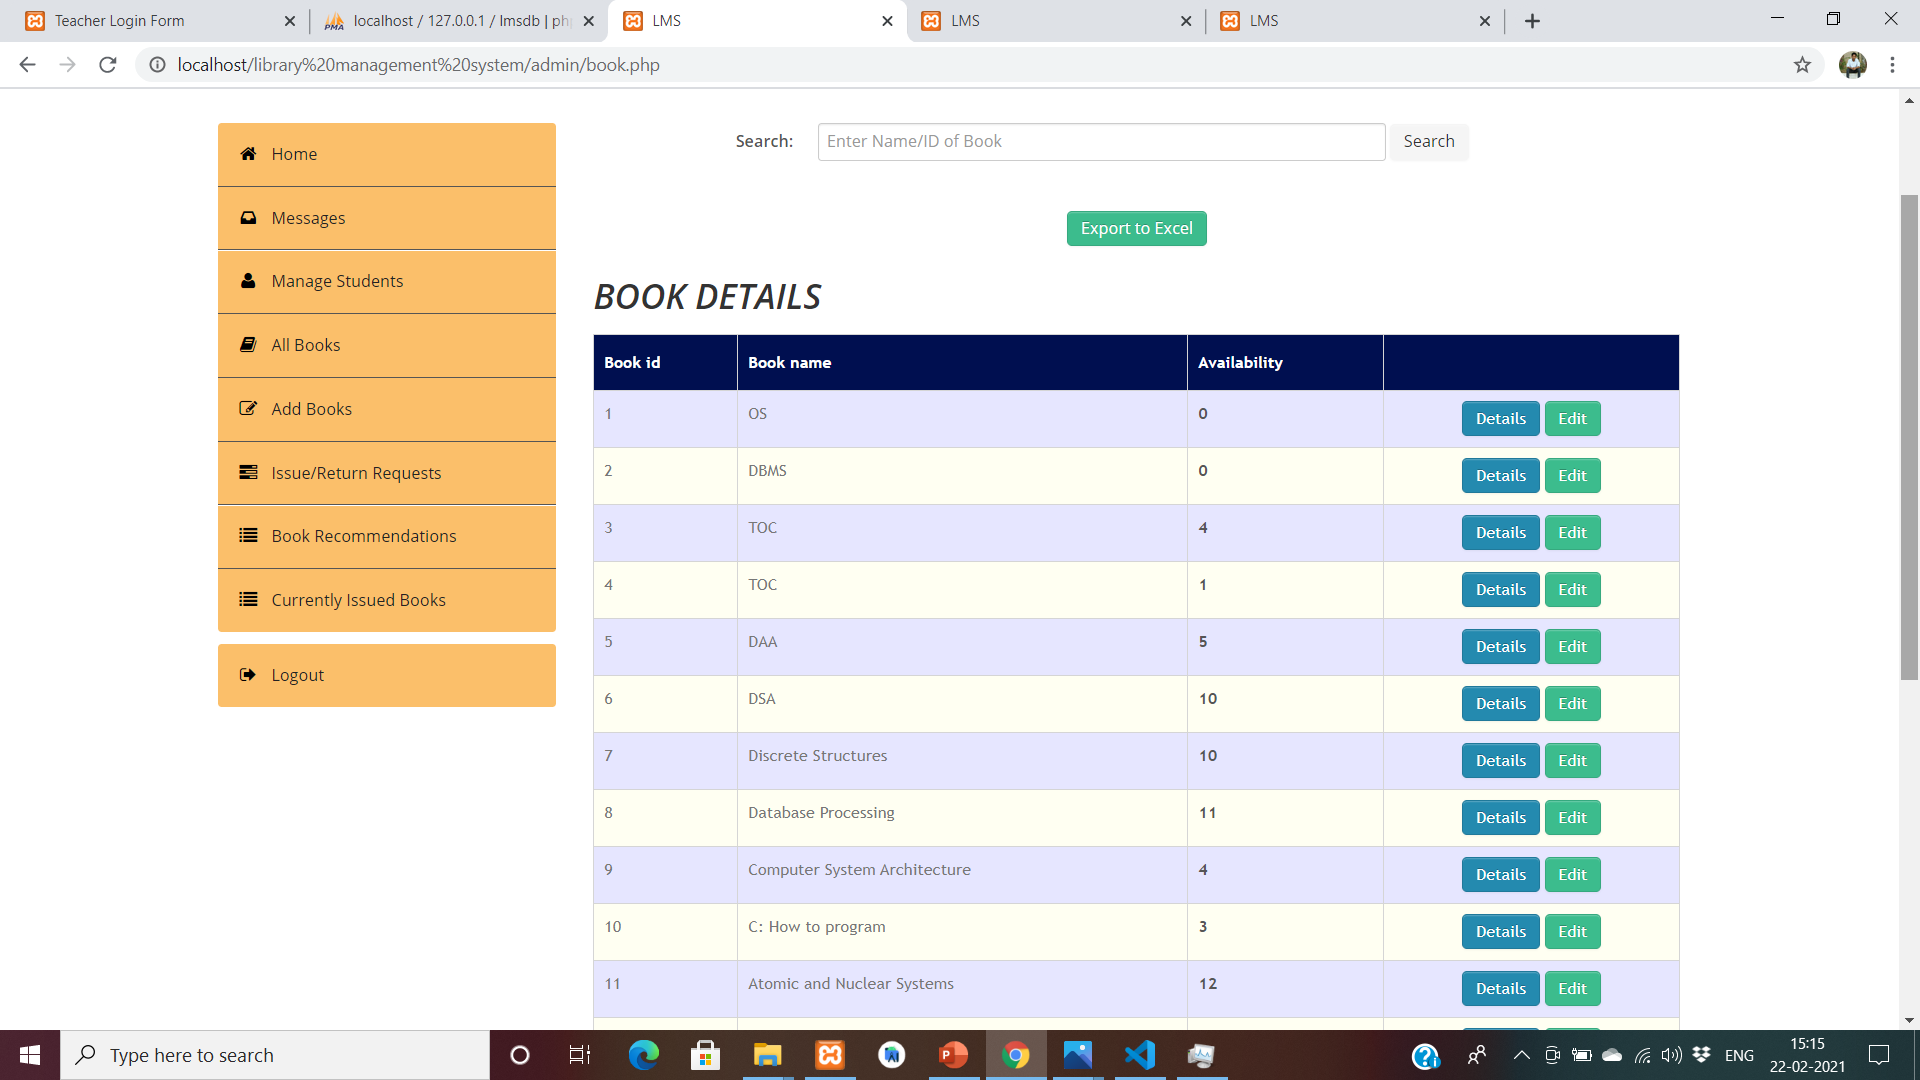 Teacher Login Form
localhost / 127.0.0.1 / lmsdb | ph
LMS
LMS
LMS
localhost/library%20management%20system/admin/book.php
Home
Messages
Manage Students
All Books
Add Books
Issue/Return Requests
Book Recommendations
Currently Issued Books
Logout
Search: Enter Name/ID of Book Search
Export to Excel
BOOK DETAILS
Book id Book name Availability
1 OS 0 Details Edit
2 DBMS 0 Details Edit
3 TOC 4 Details Edit
4 TOC 1 Details Edit
5 DAA 5 Details Edit
6 DSA 10 Details Edit
7 Discrete Structures 10 Details Edit
8 Database Processing 11 Details Edit
9 Computer System Architecture 4 Details Edit
10 C: How to program 3 Details Edit
11 Atomic and Nuclear Systems 12 Details Edit
Type here to search
ENG
15:15
22-02-2021